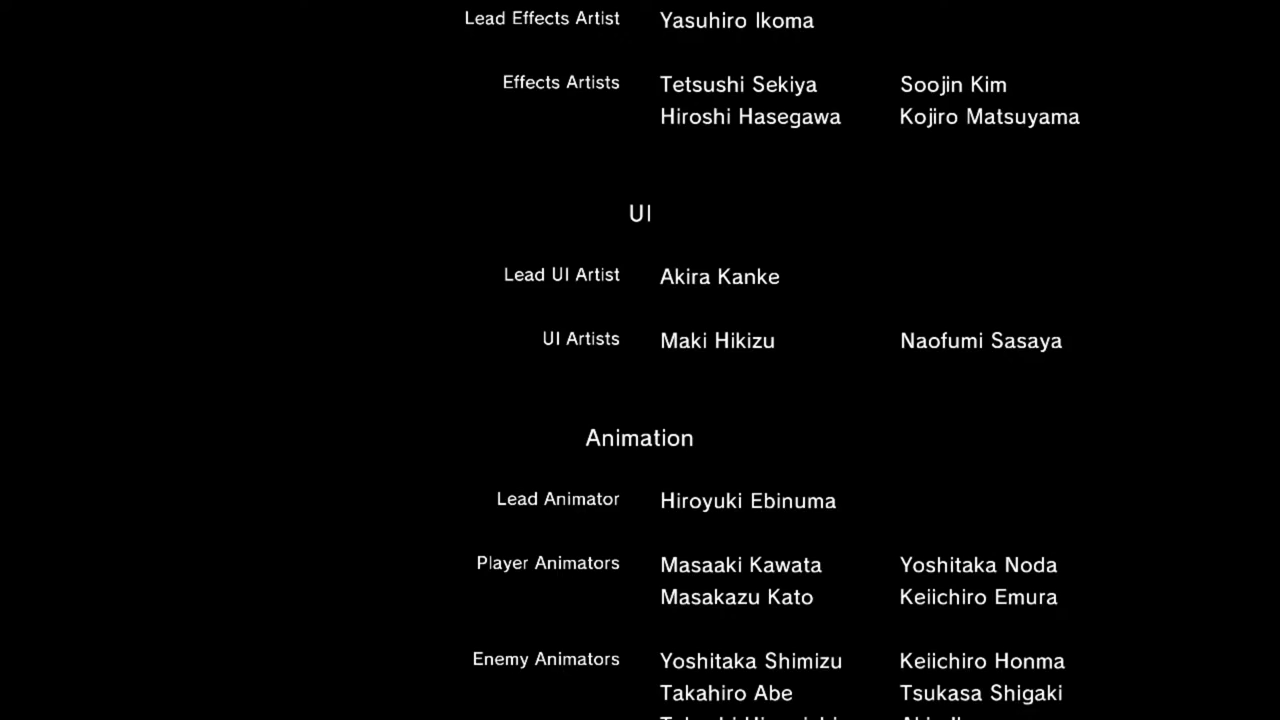 Lead Effects Artist Yasuhiro Ikoma
Effects Artists Tetsushi Sekiya Soojin Kim
Hiroshi Hasegawa Kojiro Matsuyama
UI
Lead UI Artist Akira Kanke
UI Artists Maki Hikizu Naofumi Sasaya
Animation
Lead Animator Hiroyuki Ebinuma
Player Animators Masaaki Kawata Yoshitaka Noda
Masakazu Kato Keiichiro Emura
Enemy Animators Yoshitaka Shimizu Keiichiro Honma
Takahiro Abe Tsukasa Shigaki